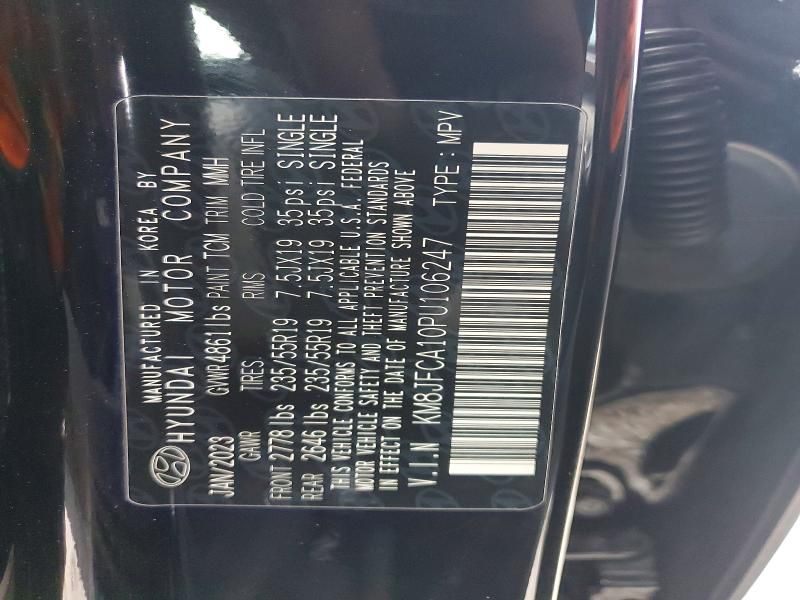 MANUFACTURED IN KOREA BY
HYUNDAI MOTOR COMPANY
JAN/2023 GVWR4861lbs PAINT TCM TRIM MMH
GAWR TIRES RIMS COLD TIRE INFL
FRONT 2778lbs 235/55R19 7.5JX19 35psi SINGLE
REAR 2646lbs 235/55R19 7.5JX19 35psi SINGLE
THIS VEHICLE CONFORMS TO ALL APPLICABLE U.S.A. FEDERAL
MOTOR VEHICLE SAFETY AND THEFT PREVENTION STANDARDS
IN EFFECT ON THE DATE OF MANUFACTURE SHOWN ABOVE
V.I.N KM8JFCA10PU106247 TYPE : MPV